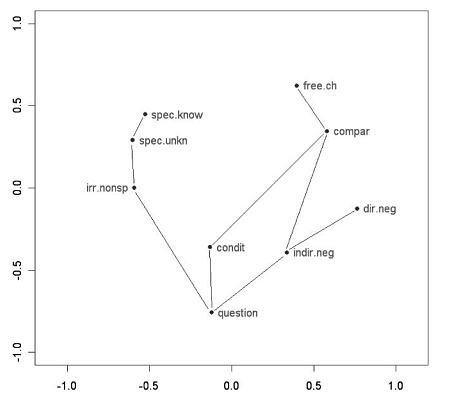 1.0
0.5
0.0
-0.5
-1.0
free.ch
spec.know
compar
spec.unkn
irr.nonsp
dir.neg
condit
indir.neg
question
-1.0 -0.5 0.0 0.5 1.0